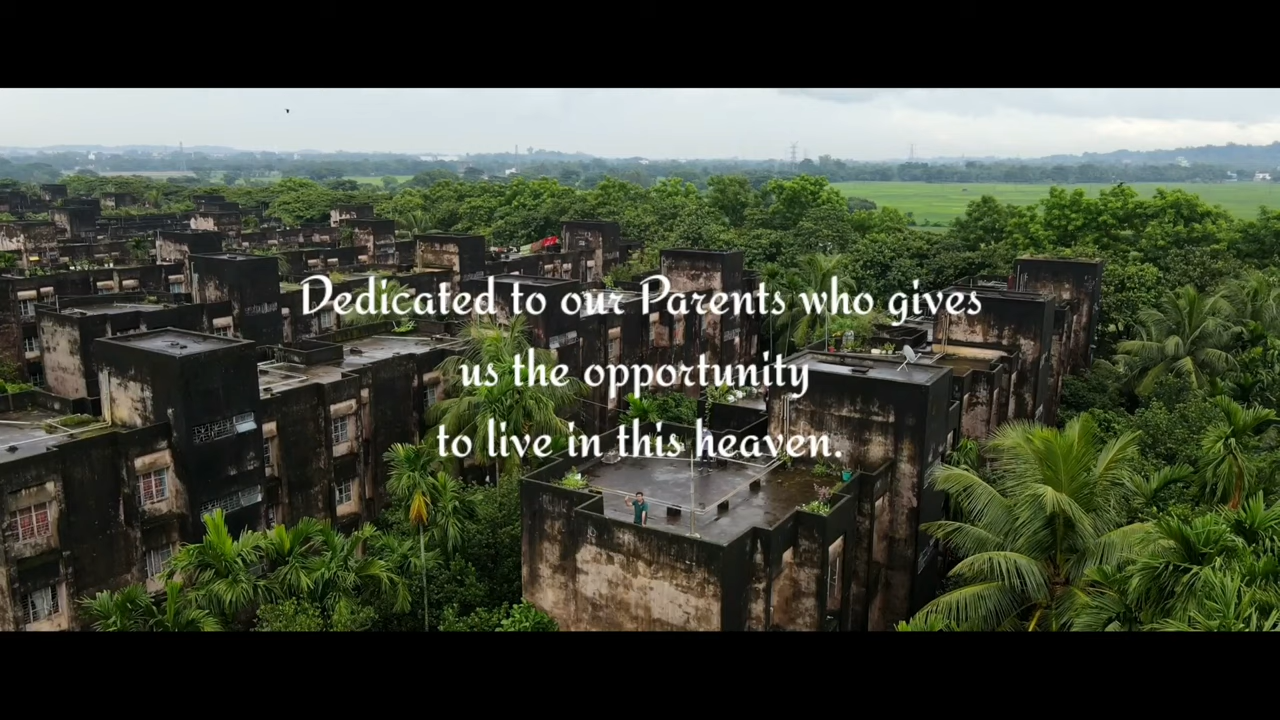 Dedicated to our Parents who gives
us the opportunity
to live in this heaven.